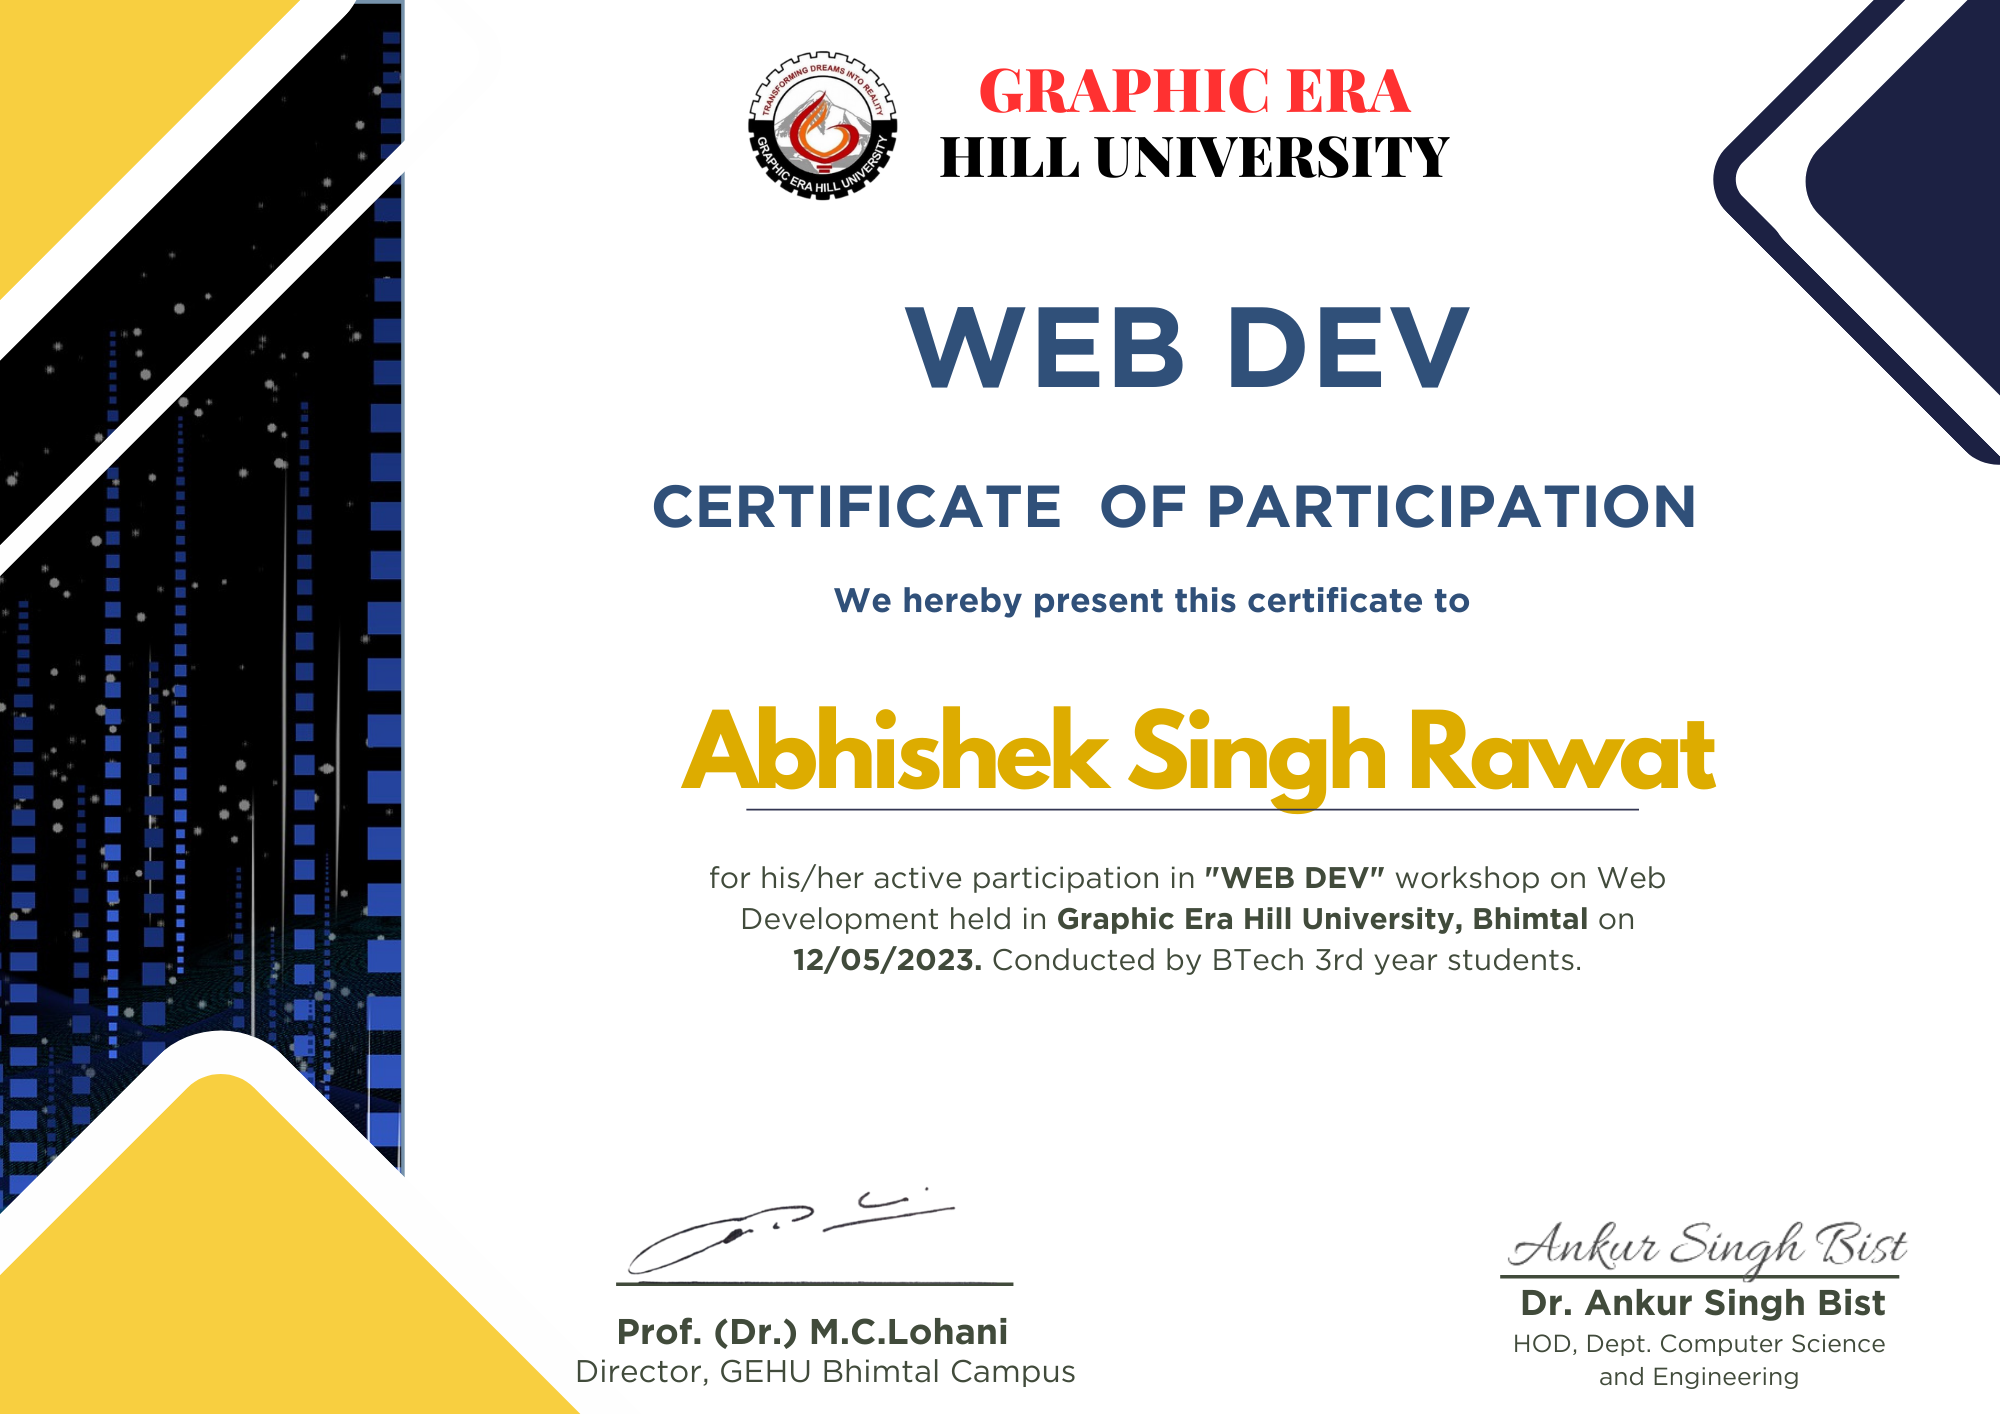 TRANSFORMING DREAMS INTO REALITY
GRAPHIC ERA HILL UNIVERSITY
GRAPHIC ERA
HILL UNIVERSITY
WEB DEV
CERTIFICATE OF PARTICIPATION
We hereby present this certificate to
Abhishek Singh Rawat
for his/her active participation in "WEB DEV" workshop on Web
Development held in Graphic Era Hill University, Bhimtal on
12/05/2023. Conducted by BTech 3rd year students.
Prof. (Dr.) M.C.Lohani
Director, GEHU Bhimtal Campus
Ankur Singh Bist
Dr. Ankur Singh Bist
HOD, Dept. Computer Science
and Engineering